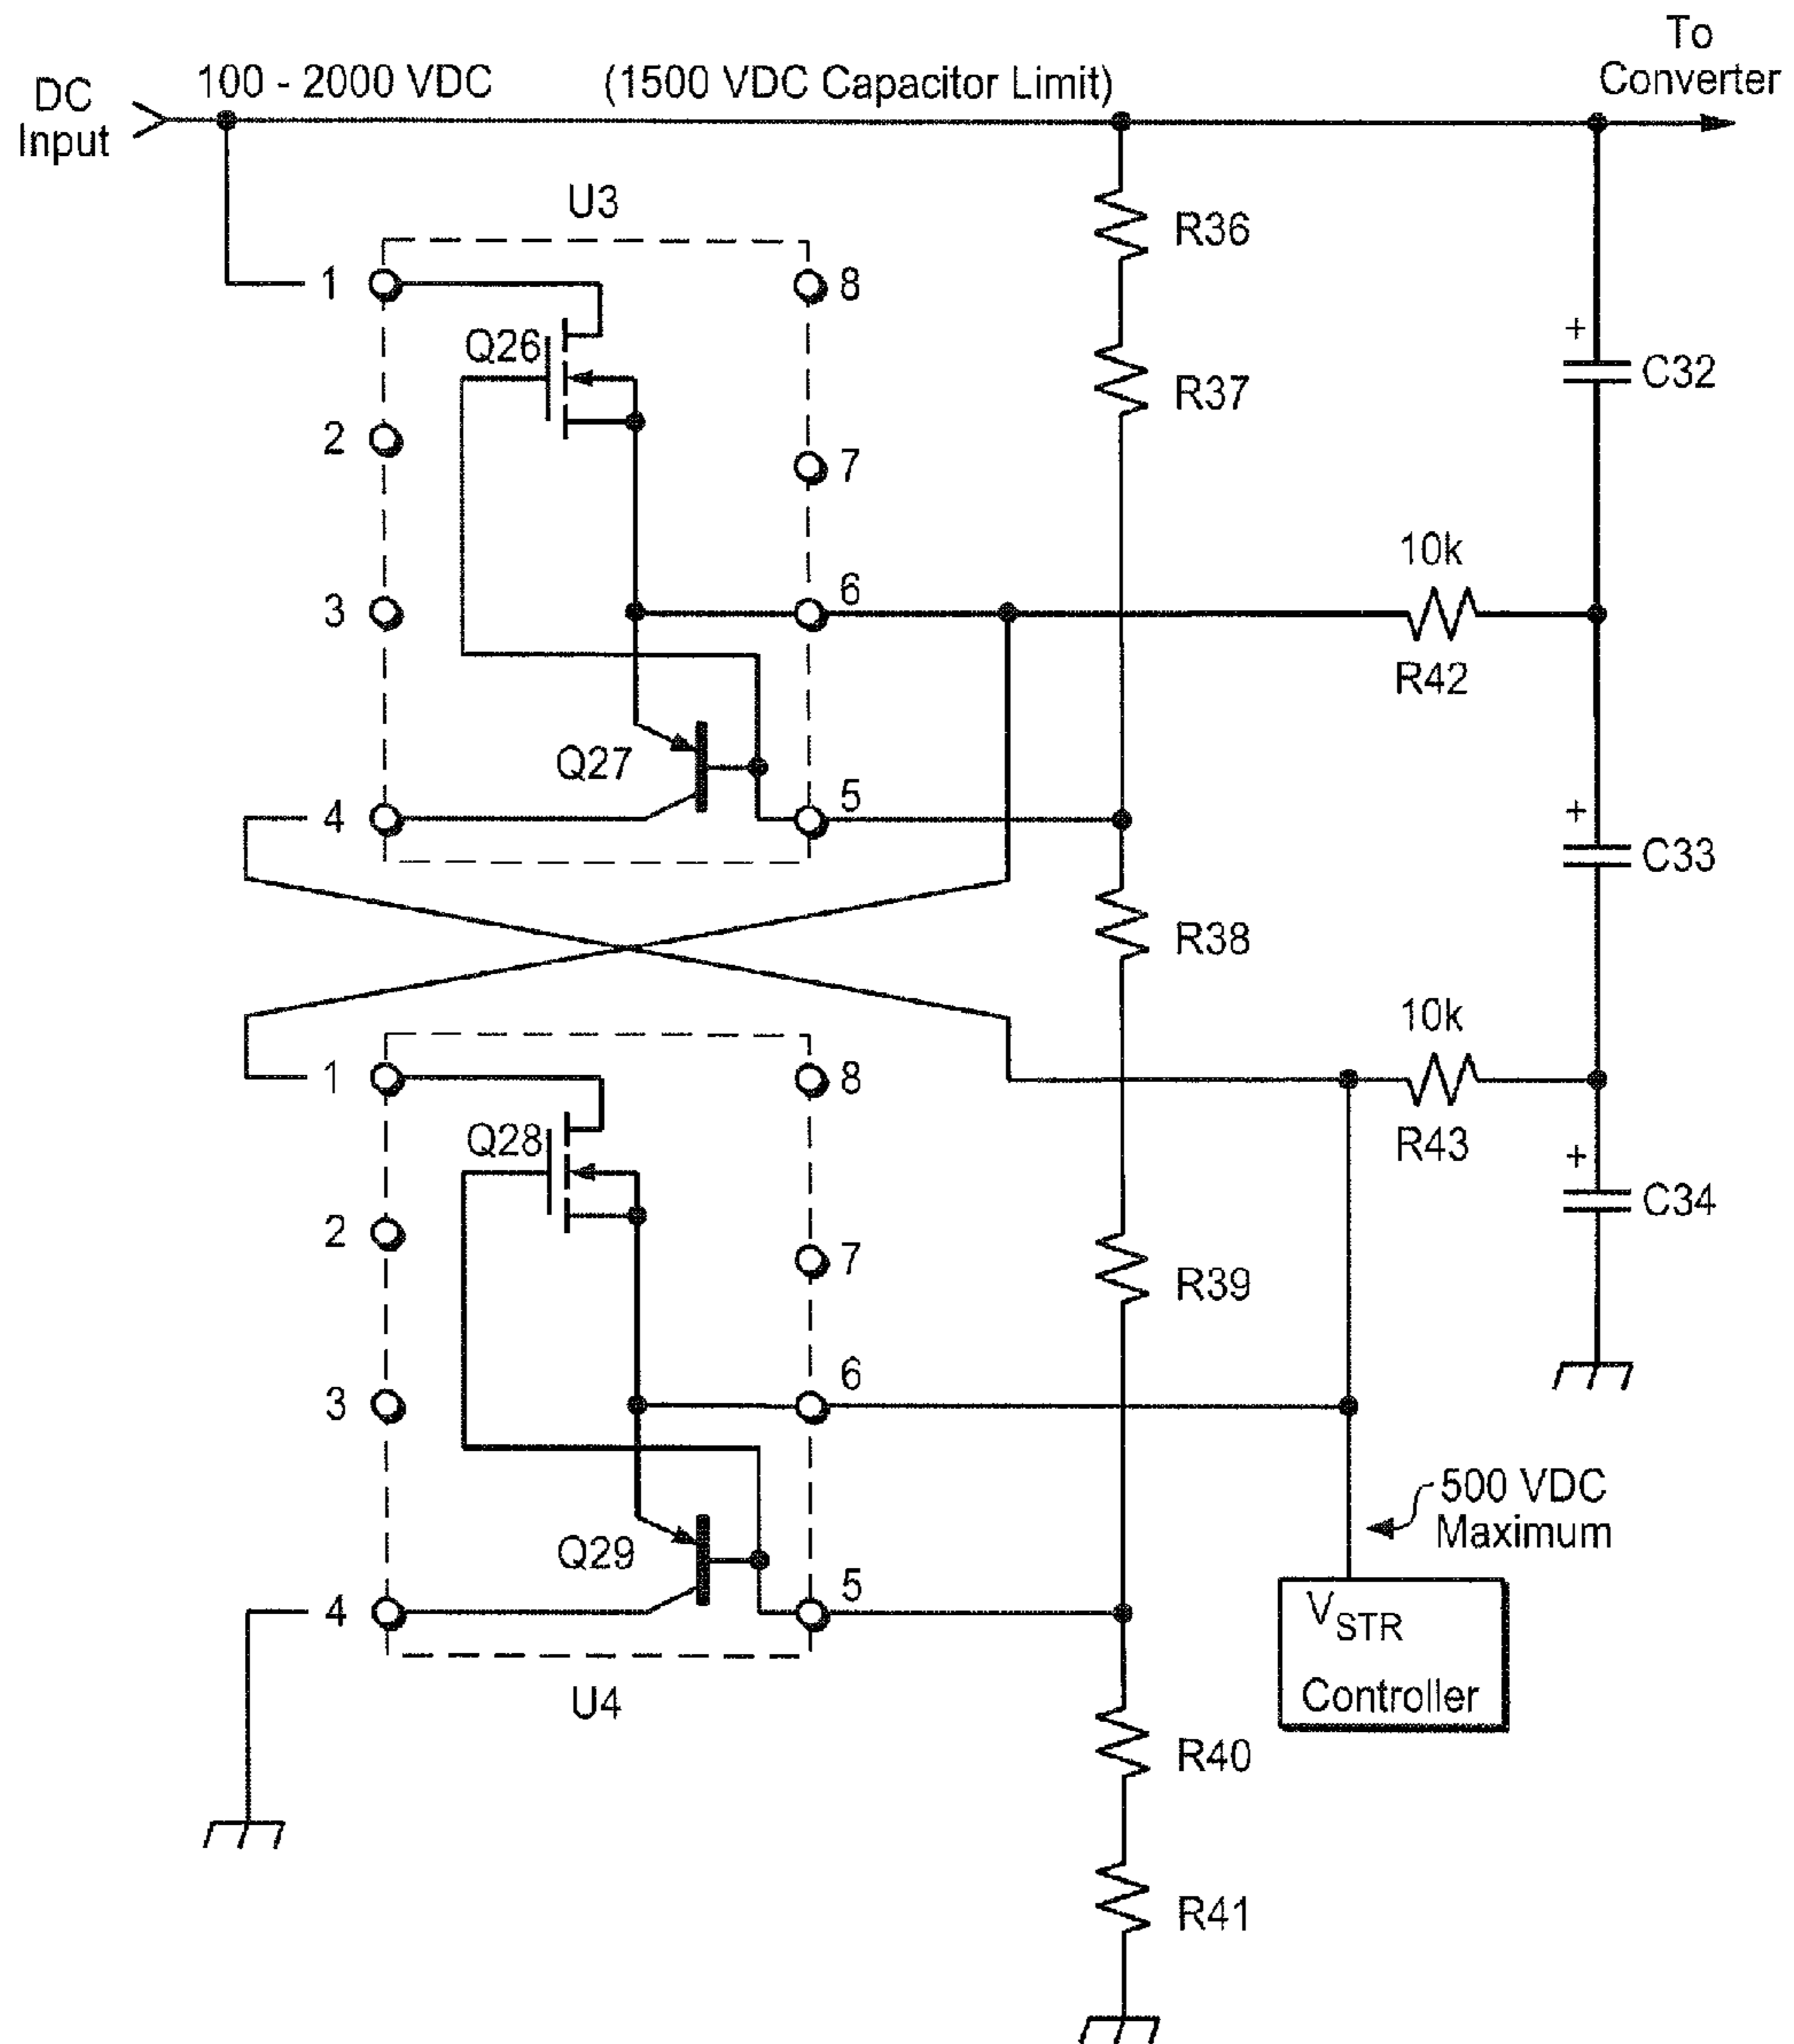 To
Converter
DC
Input
100 - 2000 VDC
(1500 VDC Capacitor Limit)
U3
R36
1
8
Q26
R37
+
C32
2
7
10k
3
6
R42
Q27
4
5
+
C33
R38
10k
1
8
R43
Q28
+
C34
2
7
R39
3
6
500 VDC
Maximum
Q29
4
5
VSTR
Controller
U4
R40
R41